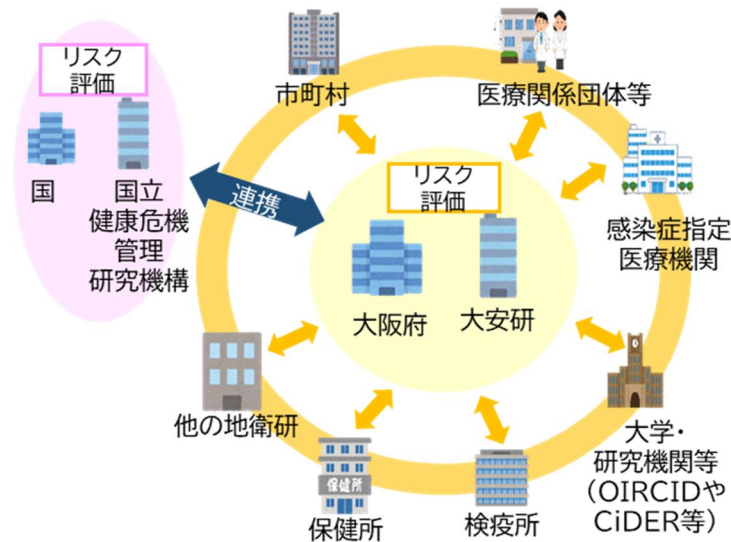 リスク
評価
国
国立
健康危機
管理
研究機構
連携
市町村
医療関係団体等
リスク
評価
大阪府
大安研
感染症指定
医療機関
大学・
研究機関等
（OIRCIDや
CiDER等）
検疫所
保健所
保健所
他の地衛研